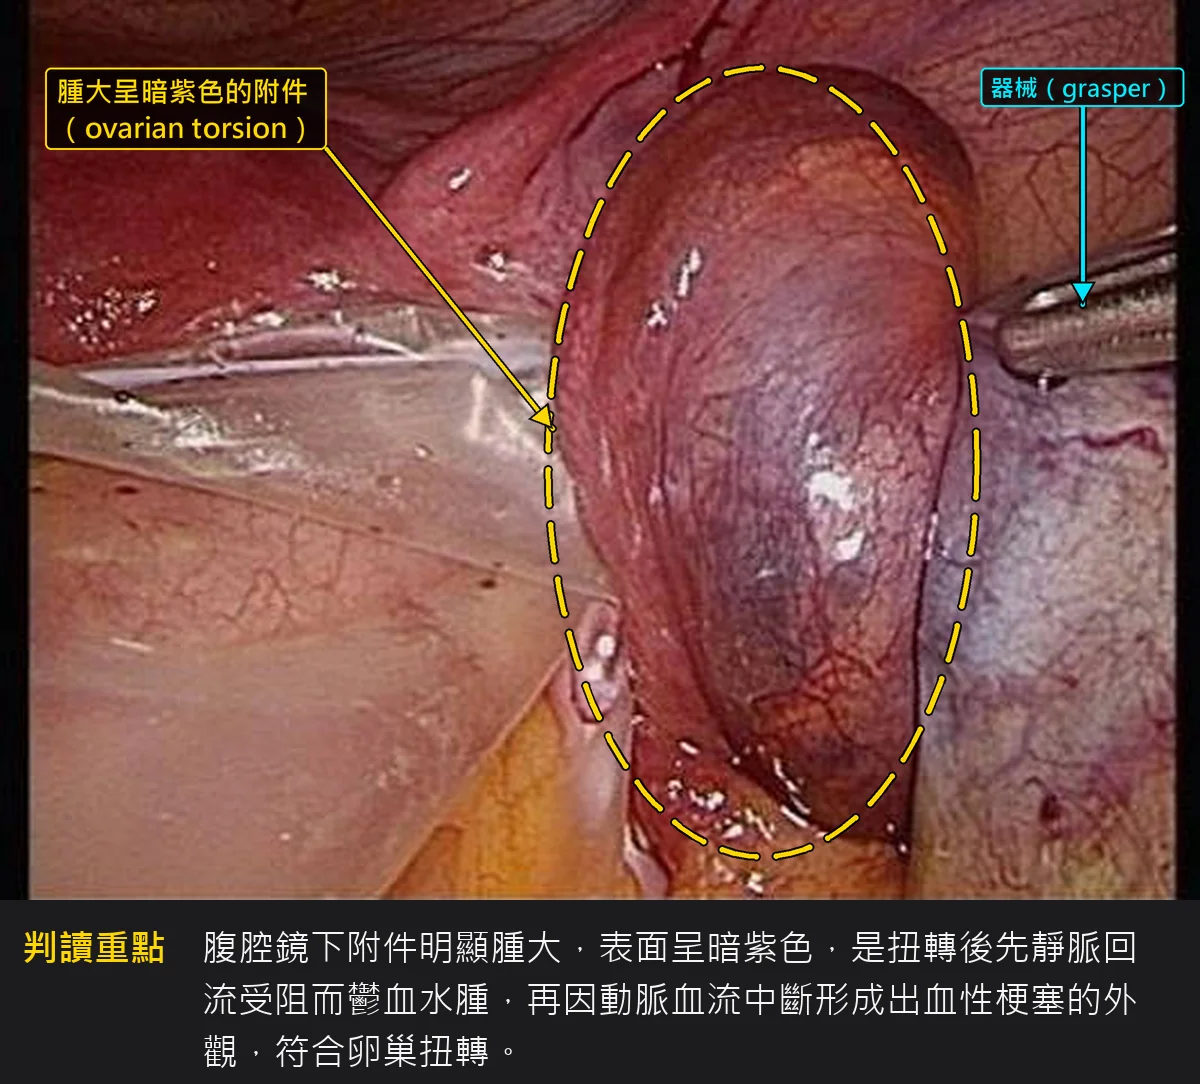 腫大呈暗紫色的附件
（ovarian torsion）
器械（grasper）
判讀重點
腹腔鏡下附件明顯腫大，表面呈暗紫色，是扭轉後先靜脈回
流受阻而鬱血水腫，再因動脈血流中斷形成出血性梗塞的外
觀，符合卵巢扭轉。